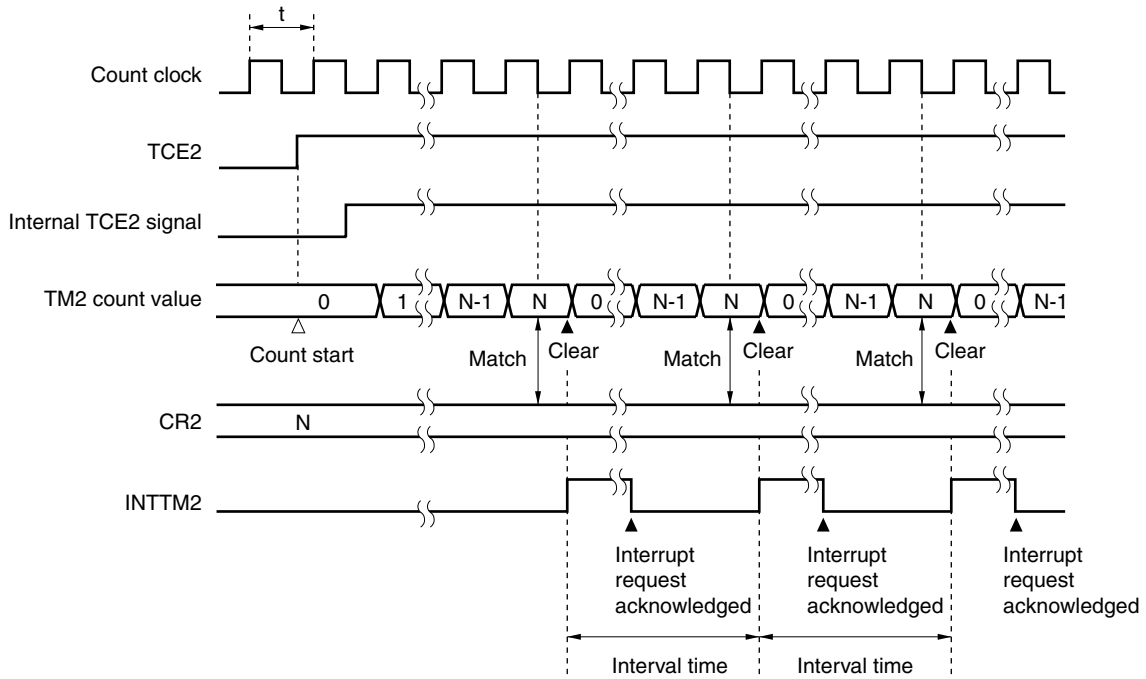 t
Count clock
TCE2
Internal TCE2 signal
TM2 count value
0 1 N-1 N 0 N-1 N 0 N-1 N 0 N-1
Count start
Match Clear Match Clear Match Clear
CR2
N
INTTM2
Interrupt
request
acknowledged
Interrupt
request
acknowledged
Interrupt
request
acknowledged
Interval time
Interval time